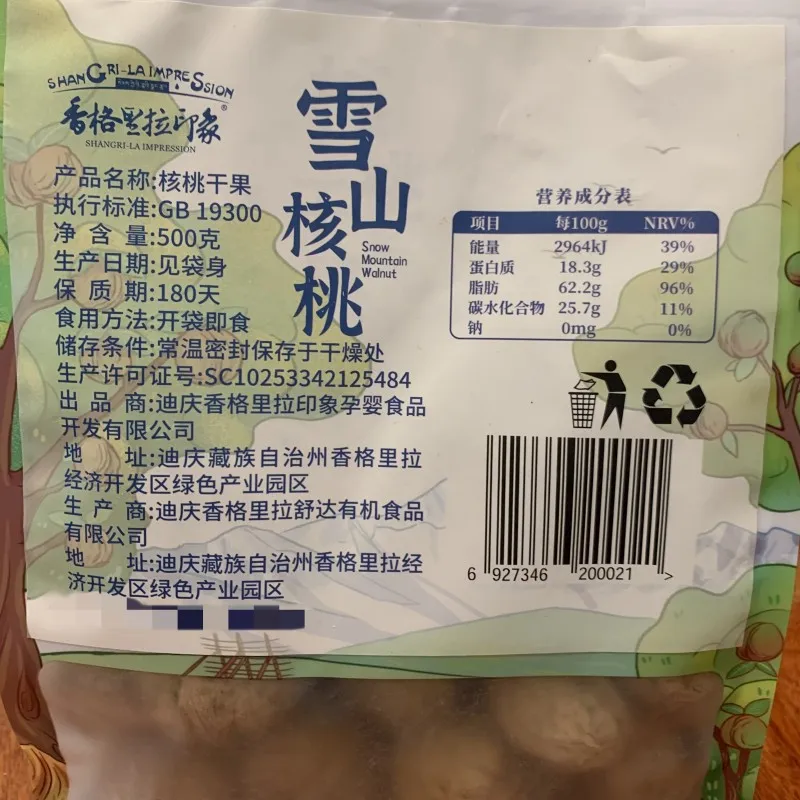 SHANGRI-LA IMPRESSION
香格里拉印象®
SHANGRI-LA IMPRESSION
雪山核桃
Snow
Mountain
Walnut
产品名称:核桃干果
执行标准:GB 19300
净 含 量:500克
生产日期:见袋身
保 质 期:180天
食用方法:开袋即食
储存条件:常温密封保存于干燥处
生产许可证号:SC10253342125484
出 品 商:迪庆香格里拉印象孕婴食品
开发有限公司
地 址:迪庆藏族自治州香格里拉
经济开发区绿色产业园区
生 产 商:迪庆香格里拉舒达有机食品
有限公司
地 址:迪庆藏族自治州香格里拉经
济开发区绿色产业园区
营养成分表
项目 每100g NRV%
能量 2964kJ 39%
蛋白质 18.3g 29%
脂肪 62.2g 96%
碳水化合物 25.7g 11%
钠 0mg 0%
6 927346 200021 >